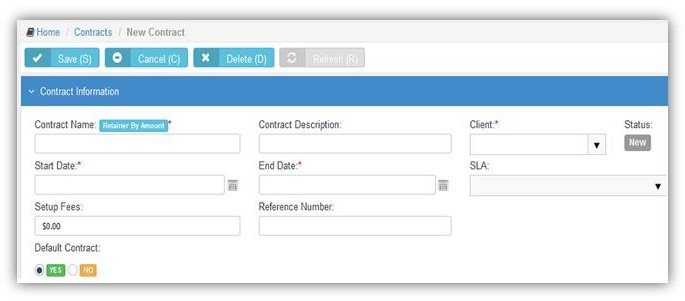 Home / Contracts / New Contract
Save (S) Cancel (C) Delete (D) Refresh (R)
Contract Information
Contract Name: Retainer By Amount * Contract Description: Client:* Status:
New
Start Date:* End Date:* SLA:
Setup Fees: Reference Number:
$0.00
Default Contract:
YES NO